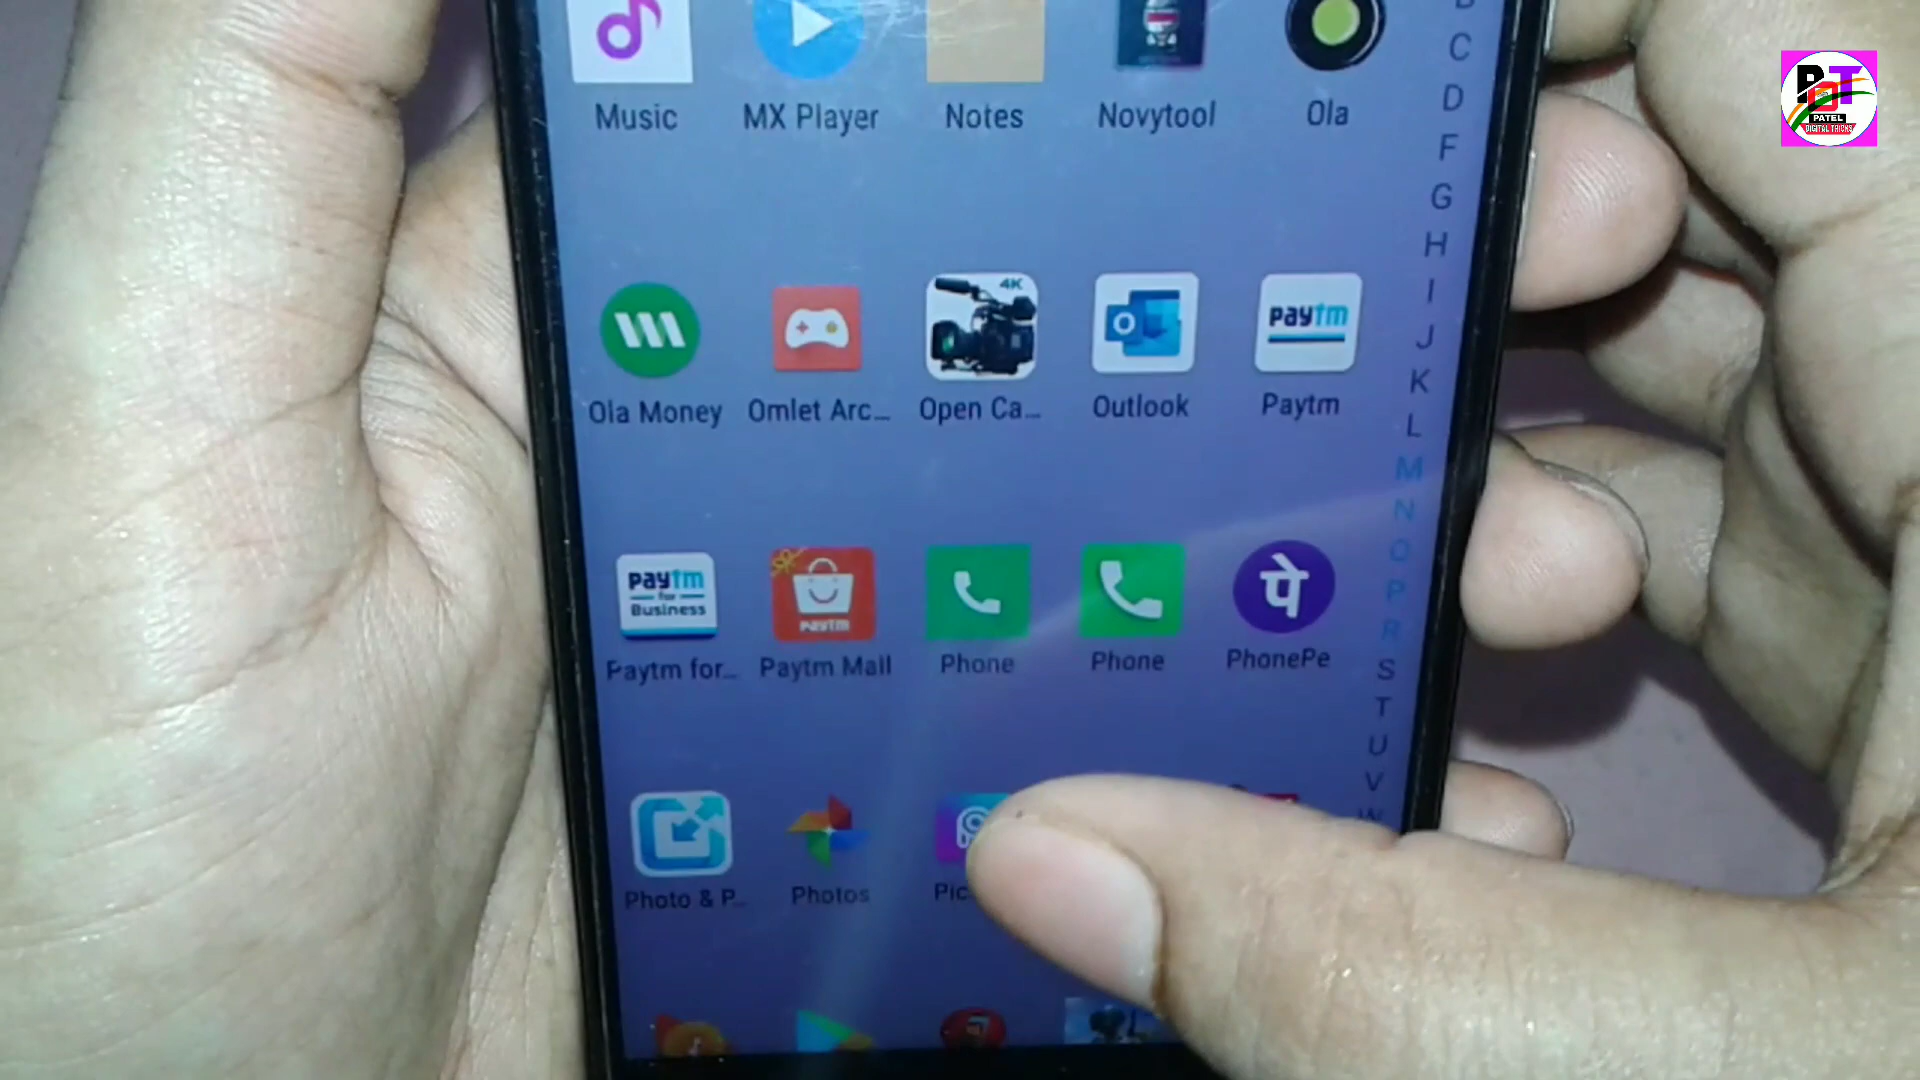 B
C
D
F
G
H
I
J
K
L
M
N
O
P
R
S
T
U
V
W
PDT
PATEL
DIGITAL TRICKS
Music
MX Player
Notes
Novytool
Ola
4K
paytm
Ola Money
Omlet Arc...
Open Ca...
Outlook
Paytm
paytm
for
Business
paytm
पे
Paytm for...
Paytm Mall
Phone
Phone
PhonePe
Photo & P...
Photos
Pic